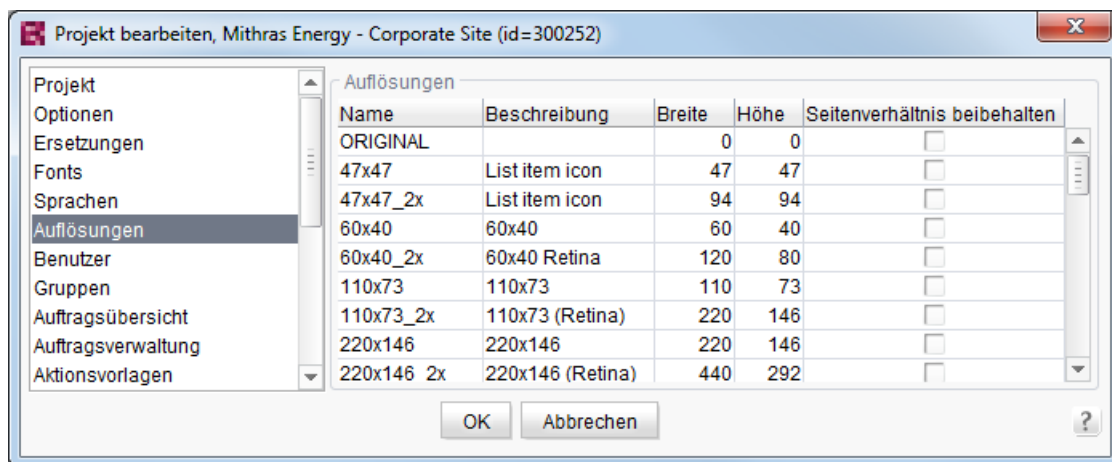 Projekt bearbeiten, Mithras Energy - Corporate Site (id=300252)
Projekt
Optionen
Ersetzungen
Fonts
Sprachen
Auflösungen
Benutzer
Gruppen
Auftragsübersicht
Auftragsverwaltung
Aktionsvorlagen
Auflösungen
Name Beschreibung Breite Höhe Seitenverhältnis beibehalten
ORIGINAL 0 0
47x47 List item icon 47 47
47x47_2x List item icon 94 94
60x40 60x40 60 40
60x40_2x 60x40 Retina 120 80
110x73 110x73 110 73
110x73_2x 110x73 (Retina) 220 146
220x146 220x146 220 146
220x146_2x 220x146 (Retina) 440 292
OK Abbrechen ?